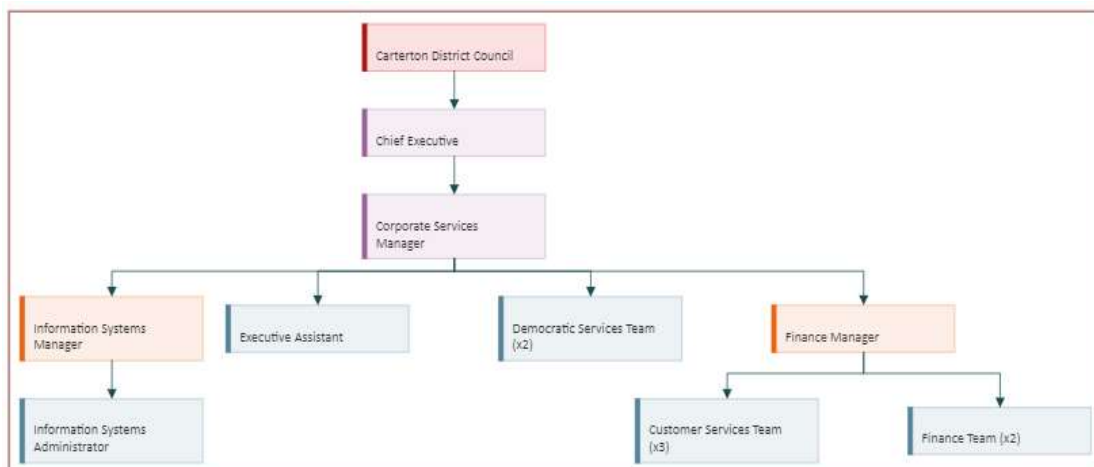 Carterton District Council
Chief Executive
Corporate Services
Manager
Information Systems
Manager
Executive Assistant
Democratic Services Team
(x2)
Finance Manager
Information Systems
Administrator
Customer Services Team
(x3)
Finance Team (x2)